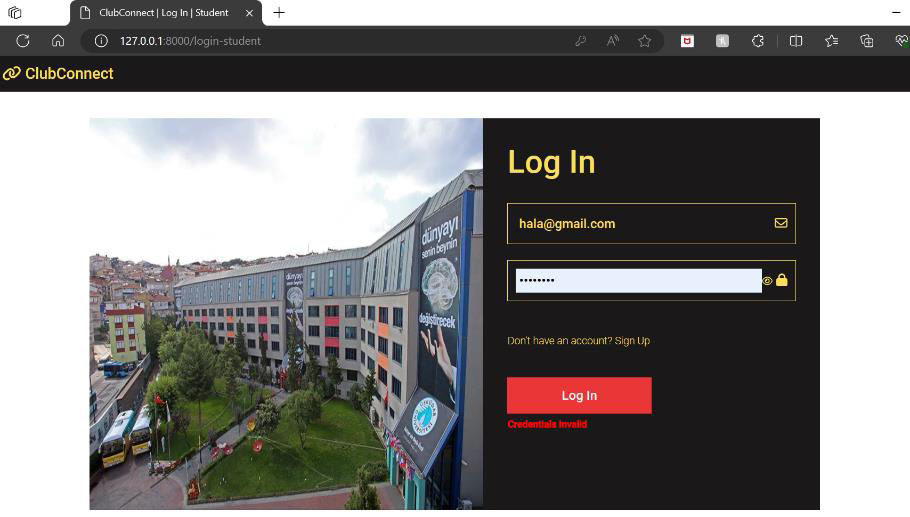 ClubConnect | Log In | Student
127.0.0.1:8000/login-student
ClubConnect
Log In
hala@gmail.com
••••••••
Don't have an account? Sign Up
Log In
Credentials Invalid
dünyayı
senin beynin
değiştirecek
dünyayı